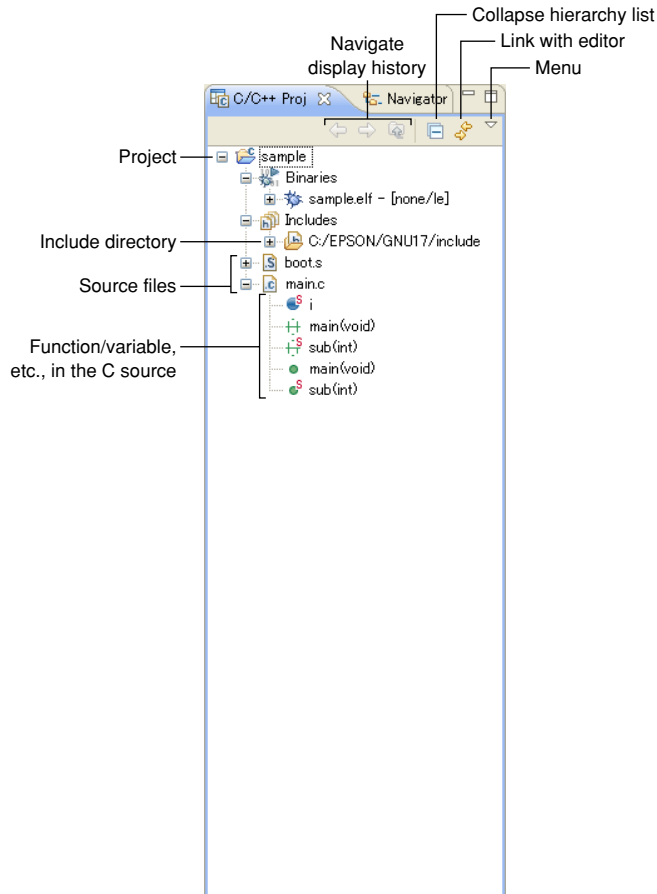 Collapse hierarchy list
Navigate
display history
Link with editor
Menu
C/C++ Proj
Navigator
Project
sample
Binaries
sample.elf - [none/le]
Includes
Include directory
C:/EPSON/GNU17/include
Source files
boot.s
main.c
i
main(void)
Function/variable,
etc., in the C source
sub(int)
main(void)
sub(int)